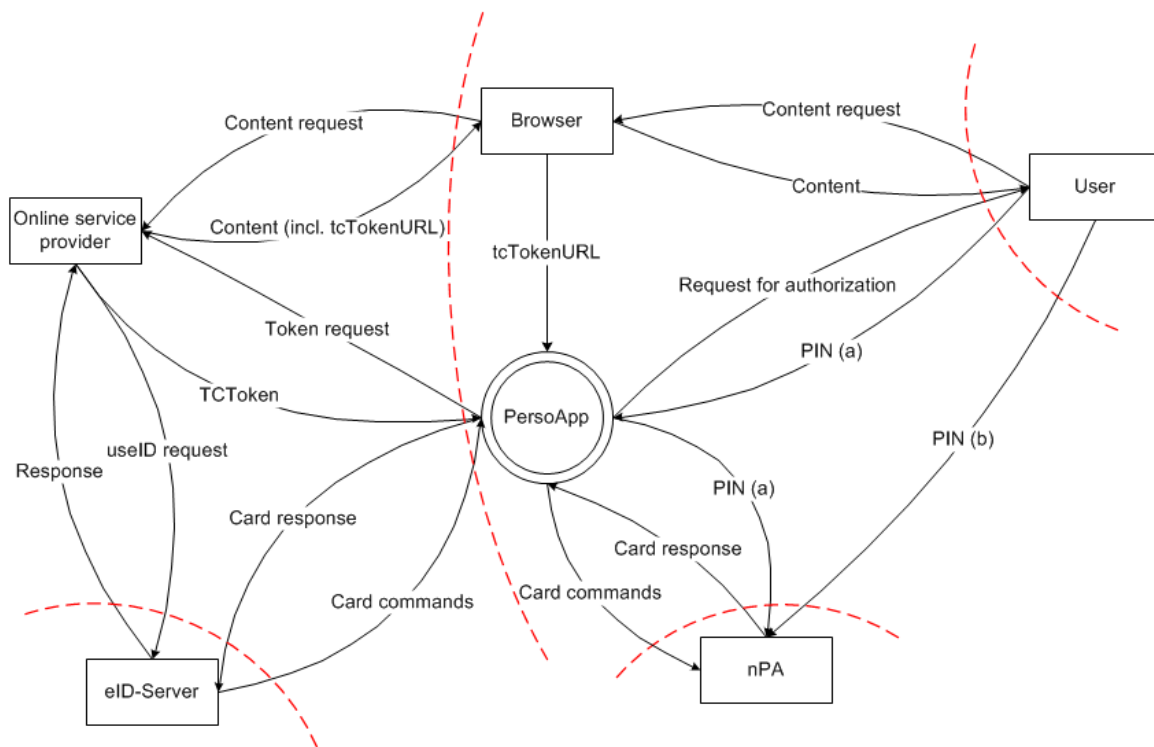 Browser
Content request
Content request
User
Content
Online service
provider
Content (incl. tcTokenURL)
tcTokenURL
Request for authorization
Token request
PIN (a)
TCToken
PersoApp
useID request
PIN (b)
Response
PIN (a)
Card response
Card response
Card commands
Card commands
eID-Server
nPA